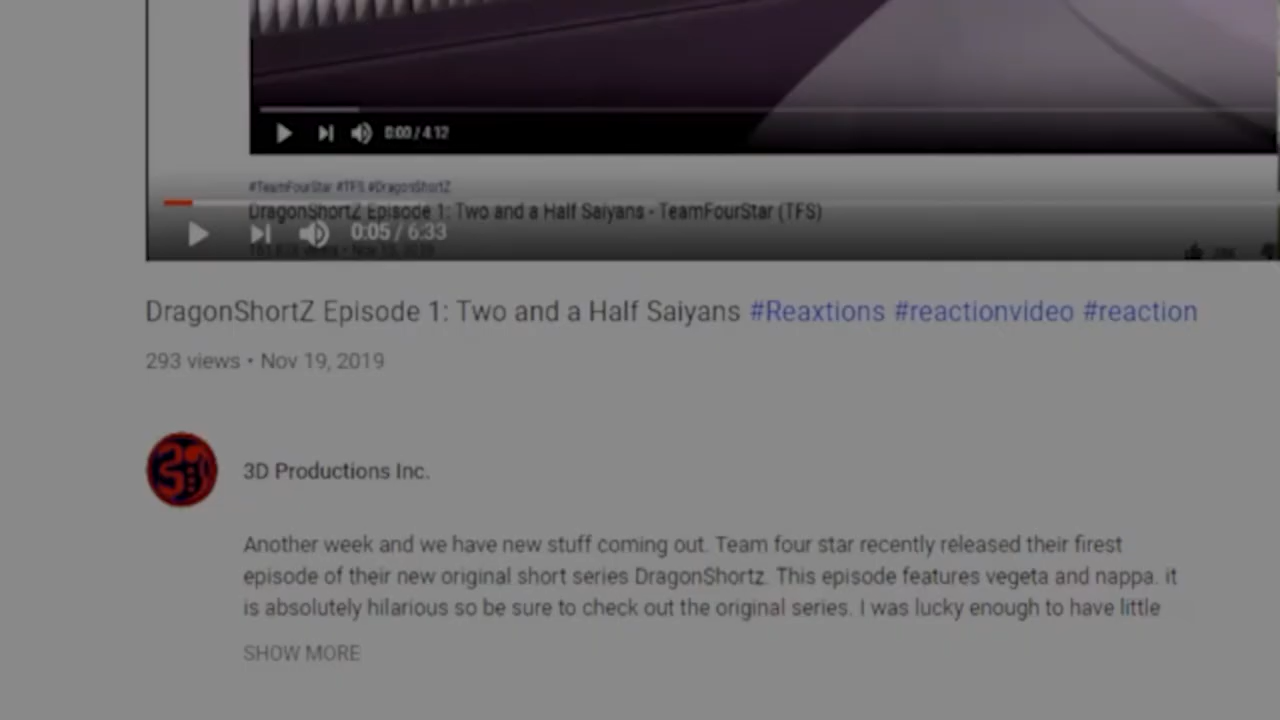 0:00 / 4:12
#TeamFourStar #TFS #DragonShortZ
DragonShortZ Episode 1: Two and a Half Saiyans - TeamFourStar (TFS)
0:05 / 6:33
DragonShortZ Episode 1: Two and a Half Saiyans #Reaxtions #reactionvideo #reaction
293 views • Nov 19, 2019
3D Productions Inc.
Another week and we have new stuff coming out. Team four star recently released their firest
episode of their new original short series DragonShortz. This episode features vegeta and nappa. it
is absolutely hilarious so be sure to check out the original series. I was lucky enough to have little
SHOW MORE